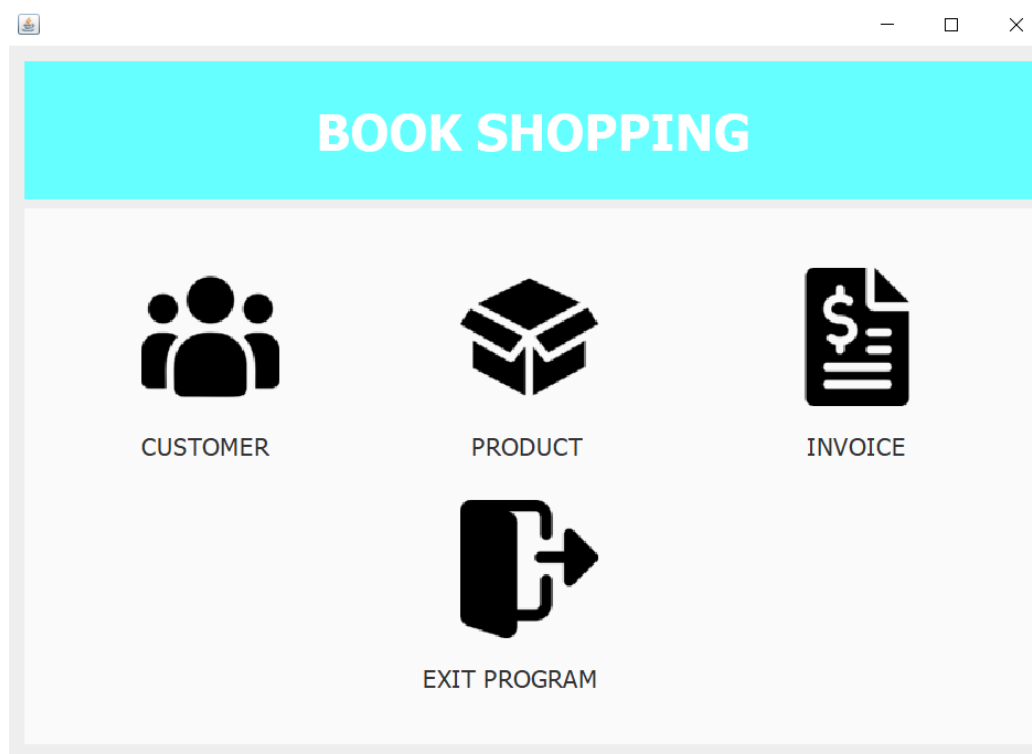 BOOK SHOPPING
CUSTOMER
PRODUCT
INVOICE
EXIT PROGRAM